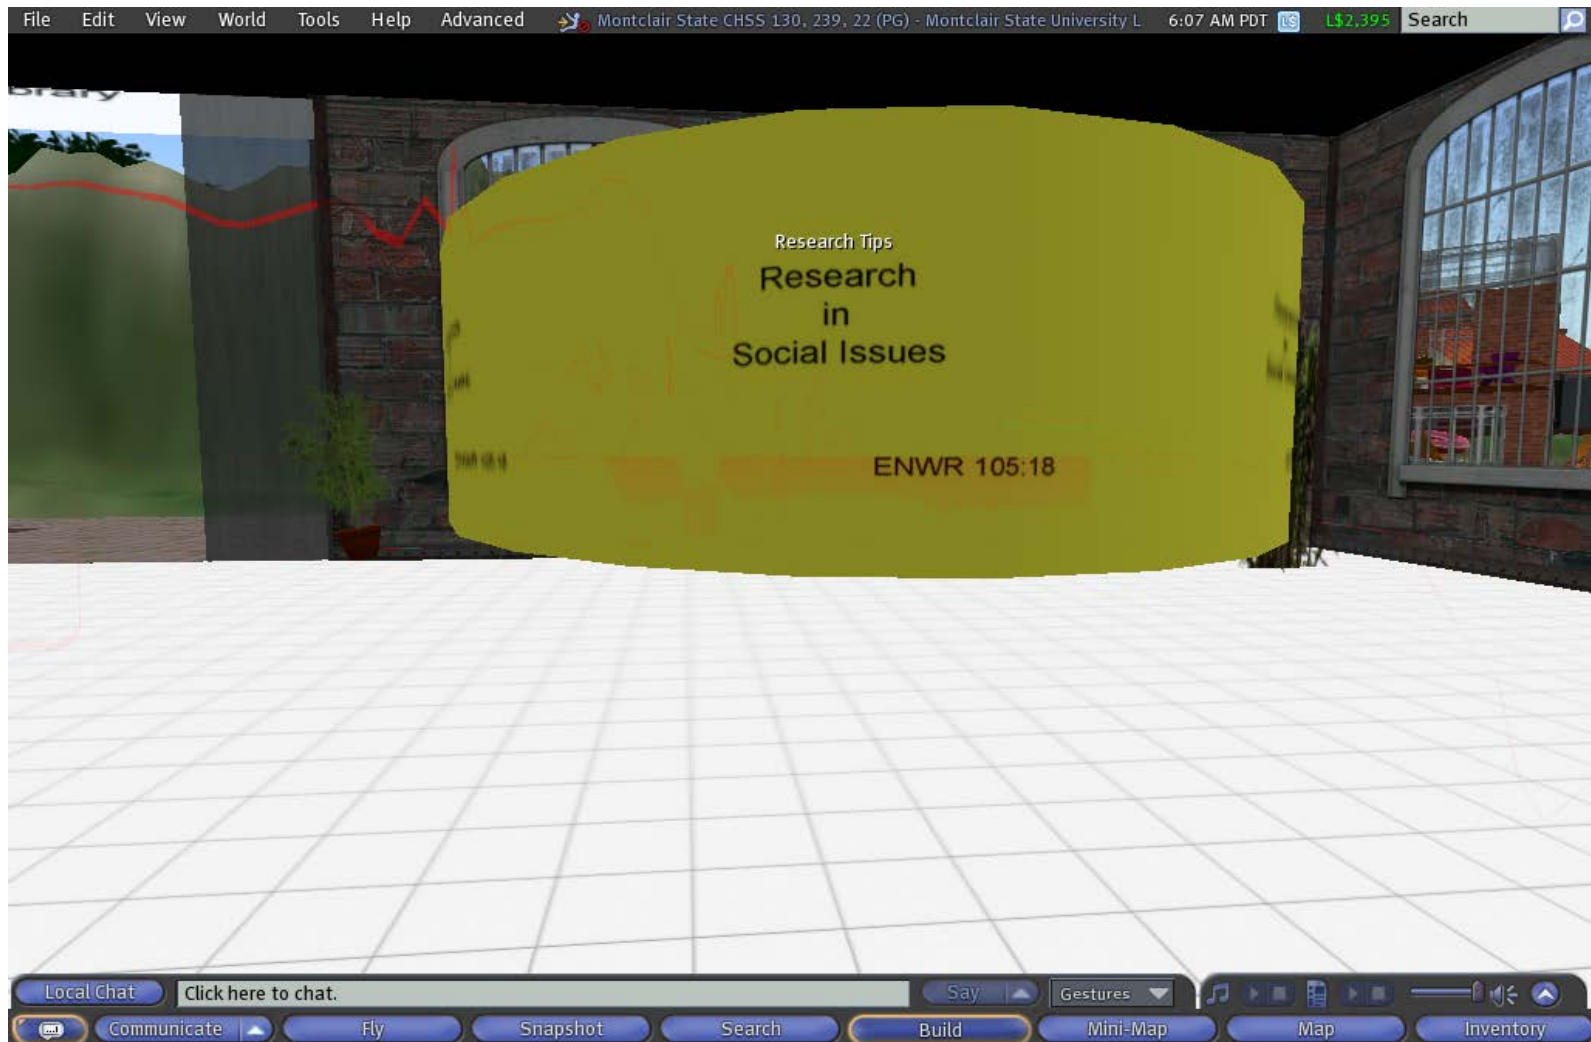 File Edit View World Tools Help Advanced Montclair State CHSS 130, 239, 22 (PG) - Montclair State University L 6:07 AM PDT L$ L$2,395 Search
Research Tips
Research
in
Social Issues
ENWR 105:18
Local Chat Click here to chat. Say Gestures
Communicate Fly Snapshot Search Build Mini-Map Map Inventory